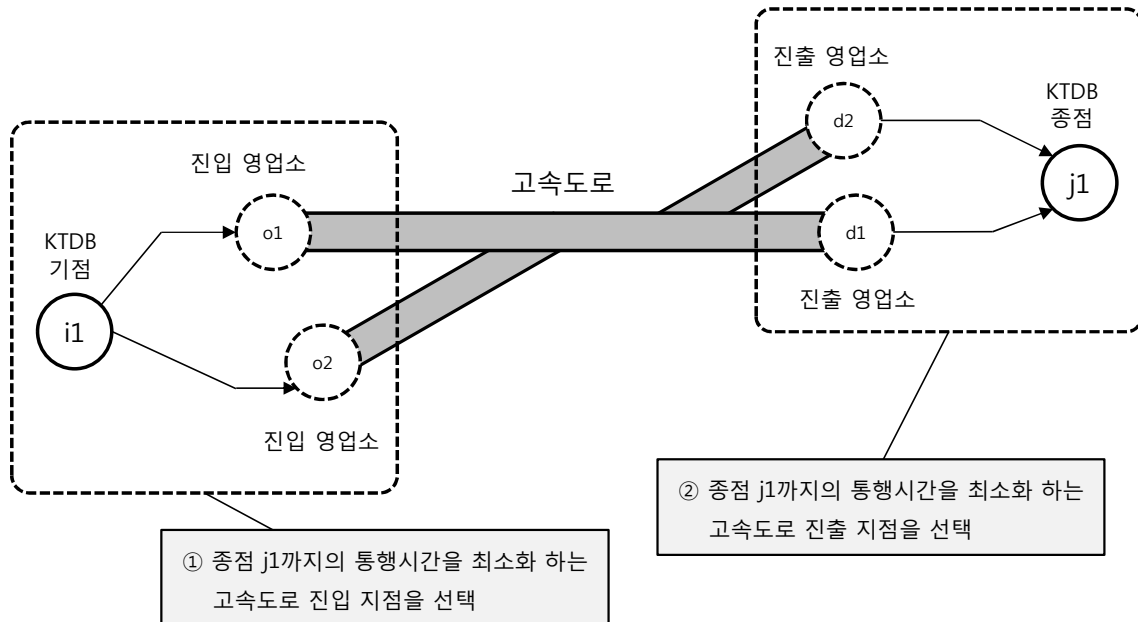 진출 영업소
d2
KTDB
종점
j1
진입 영업소
고속도로
o1
d1
KTDB
기점
진출 영업소
i1
o2
진입 영업소
② 종점 j1까지의 통행시간을 최소화 하는
고속도로 진출 지점을 선택
① 종점 j1까지의 통행시간을 최소화 하는
고속도로 진입 지점을 선택